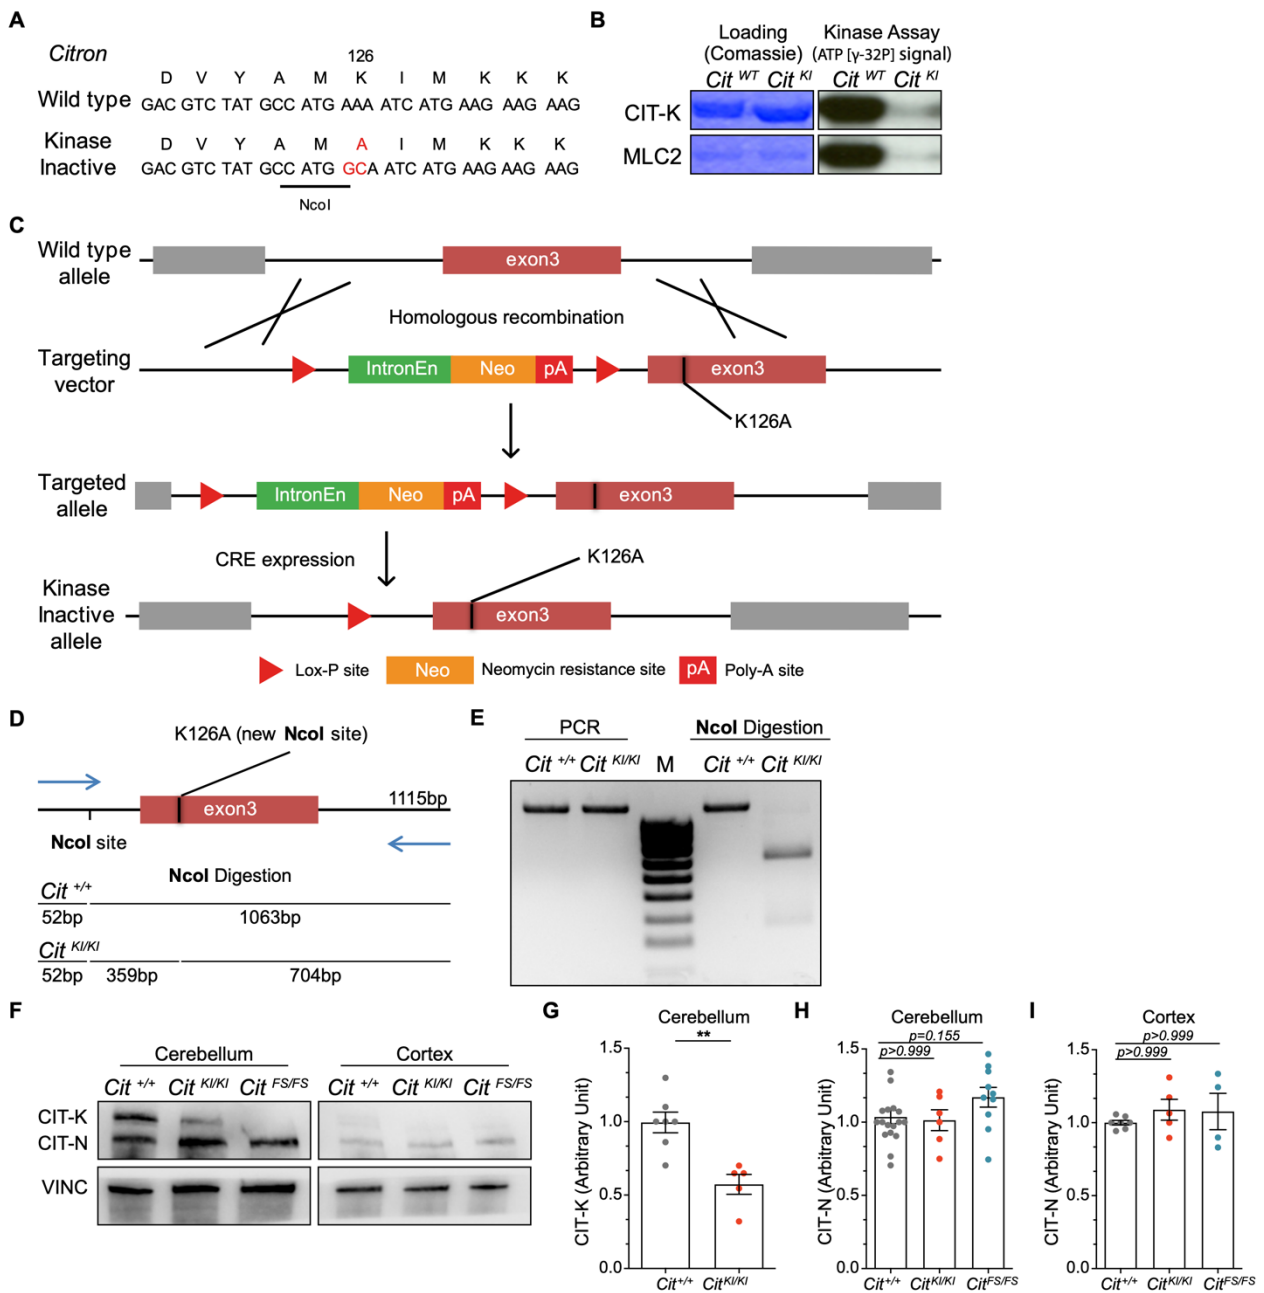 A
Citron
126
D V Y A M K I M K K K
Wild type GAC GTC TAT GCC ATG AAA ATC ATG AAG AAG AAG
Kinase
Inactive
D V Y A M A I M K K K
GAC GTC TAT GCC ATG GCA ATC ATG AAG AAG AAG
NcoI
B
Loading
(Comassie)
Kinase Assay
(ATP [γ-32P] signal)
Cit WT Cit KI Cit WT Cit KI
CIT-K
MLC2
C
Wild type
allele
exon3
Homologous recombination
Targeting
vector
IntronEn Neo pA exon3
K126A
Targeted
allele
IntronEn Neo pA exon3
CRE expression
K126A
Kinase
Inactive
allele
exon3
Lox-P site
Neo Neomycin resistance site
pA Poly-A site
D
K126A (new NcoI site)
exon3
1115bp
NcoI site
NcoI Digestion
Cit +/+
52bp 1063bp
Cit KI/KI
52bp 359bp 704bp
E
PCR NcoI Digestion
Cit +/+ Cit KI/KI M Cit +/+ Cit KI/KI
F
Cerebellum Cortex
Cit +/+ Cit KI/KI Cit FS/FS Cit +/+ Cit KI/KI Cit FS/FS
CIT-K
CIT-N
VINC
G
Cerebellum
**
CIT-K (Arbitrary Unit)
1.5
1.0
0.5
0.0
Cit+/+ CitKI/KI
H
Cerebellum
p=0.155
p>0.999
CIT-N (Arbitrary Unit)
1.5
1.0
0.5
0.0
Cit+/+ CitKI/KI CitFS/FS
I
Cortex
p>0.999
p>0.999
CIT-N (Arbitrary Unit)
1.5
1.0
0.5
0.0
Cit+/+ CitKI/KI CitFS/FS